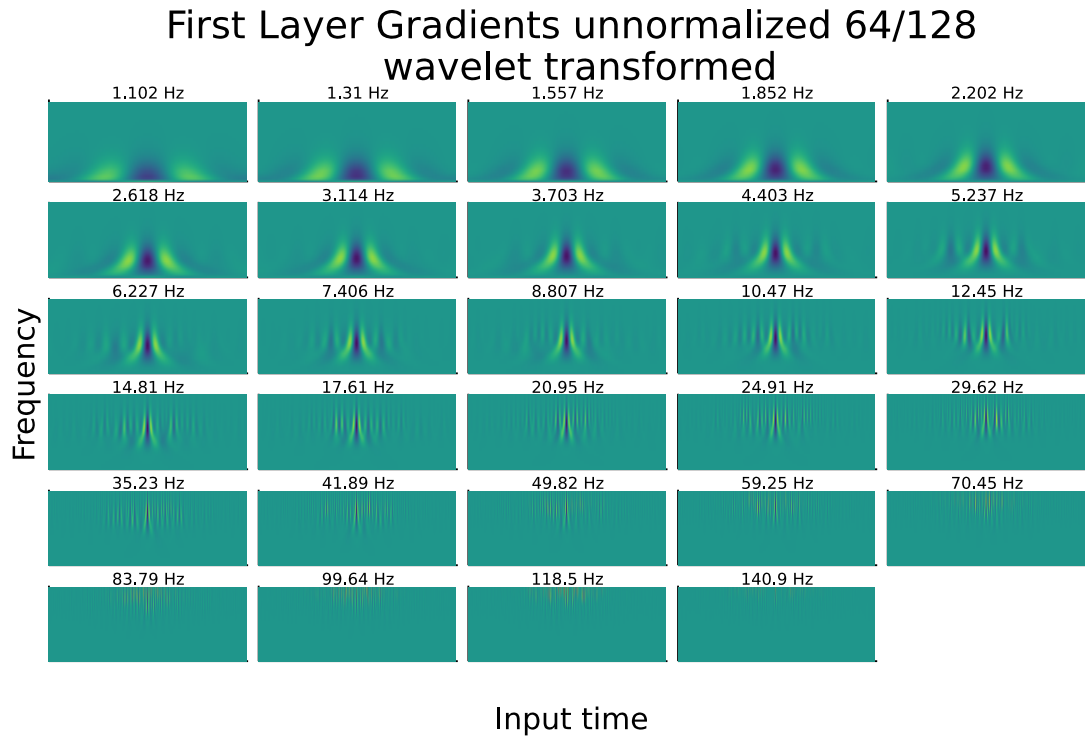 First Layer Gradients unnormalized 64/128
wavelet transformed
1.102 Hz 1.31 Hz 1.557 Hz 1.852 Hz 2.202 Hz
2.618 Hz 3.114 Hz 3.703 Hz 4.403 Hz 5.237 Hz
6.227 Hz 7.406 Hz 8.807 Hz 10.47 Hz 12.45 Hz
14.81 Hz 17.61 Hz 20.95 Hz 24.91 Hz 29.62 Hz
35.23 Hz 41.89 Hz 49.82 Hz 59.25 Hz 70.45 Hz
83.79 Hz 99.64 Hz 118.5 Hz 140.9 Hz
Frequency
Input time